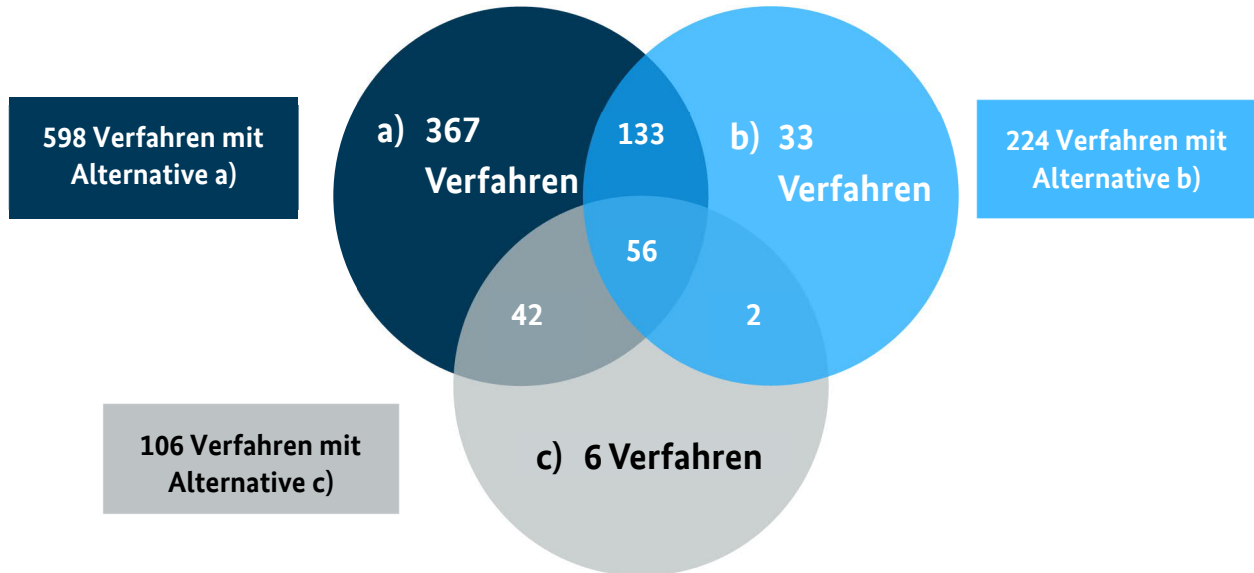 598 Verfahren mit
Alternative a)
a) 367
Verfahren
133
b) 33
Verfahren
224 Verfahren mit
Alternative b)
56
42
2
106 Verfahren mit
Alternative c)
c) 6 Verfahren